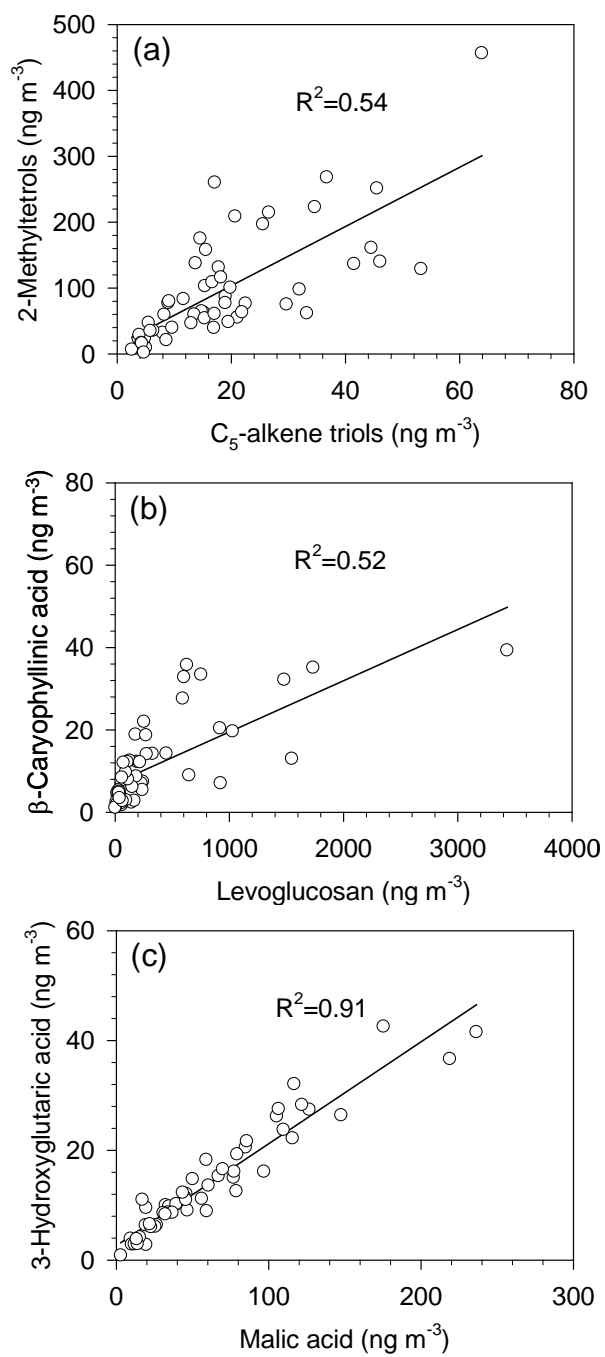 (a)
R²=0.54
500
400
300
200
100
0
2-Methyltetrols (ng m⁻³)
0 20 40 60 80
C₅-alkene triols (ng m⁻³)
(b)
R²=0.52
80
60
40
20
0
β-Caryophyllinic acid (ng m⁻³)
0 1000 2000 3000 4000
Levoglucosan (ng m⁻³)
(c)
R²=0.91
60
40
20
0
3-Hydroxyglutaric acid (ng m⁻³)
0 100 200 300
Malic acid (ng m⁻³)